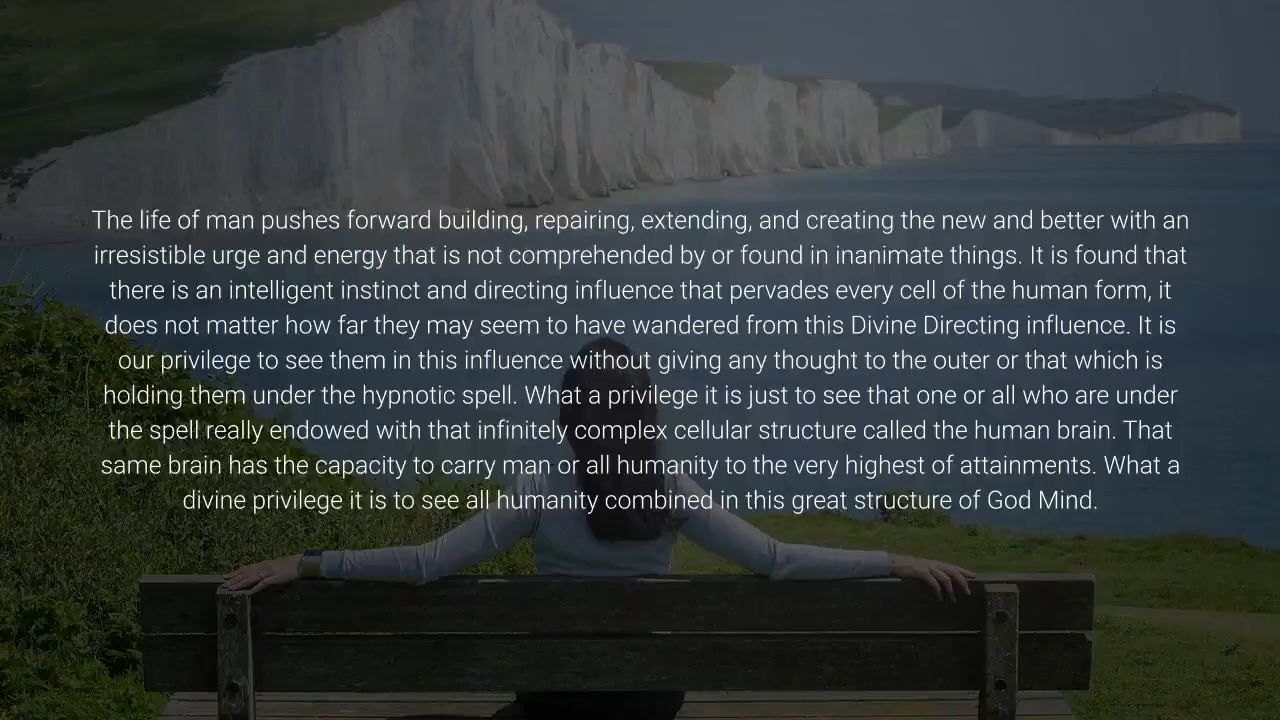 The life of man pushes forward building, repairing, extending, and creating the new and better with an
irresistible urge and energy that is not comprehended by or found in inanimate things. It is found that
there is an intelligent instinct and directing influence that pervades every cell of the human form, it
does not matter how far they may seem to have wandered from this Divine Directing influence. It is
our privilege to see them in this influence without giving any thought to the outer or that which is
holding them under the hypnotic spell. What a privilege it is just to see that one or all who are under
the spell really endowed with that infinitely complex cellular structure called the human brain. That
same brain has the capacity to carry man or all humanity to the very highest of attainments. What a
divine privilege it is to see all humanity combined in this great structure of God Mind.